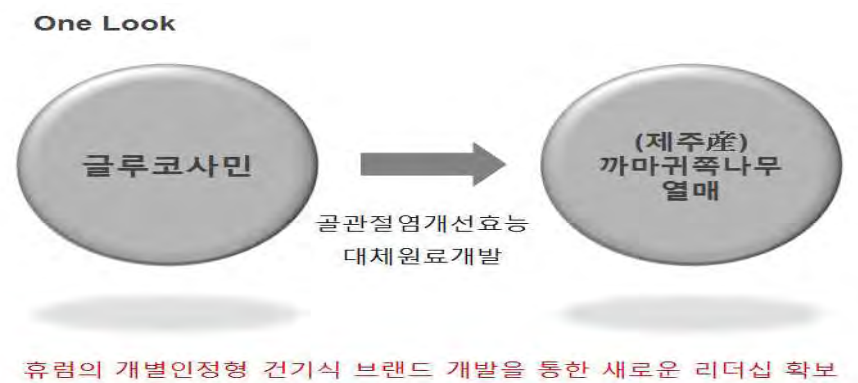 One Look
글루코사민
(제주産)
까마귀쪽나무
열매
골관절염개선효능
대체원료개발
휴럼의 개별인정형 건기식 브랜드 개발을 통한 새로운 리더십 확보